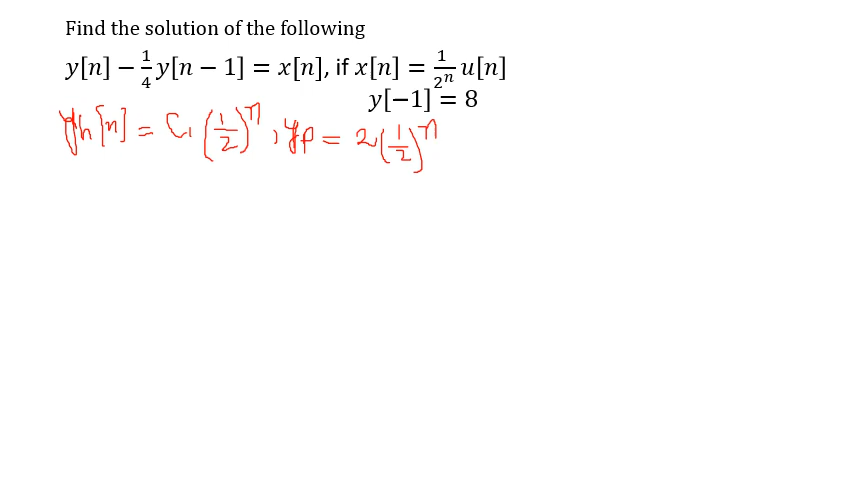 Find the solution of the following
y[n] − 1/4 y[n − 1] = x[n], if x[n] = 1/2ⁿ u[n]
y[−1] = 8
yh[n] = C₁ (1/2)ⁿ, yp = 2(1/2)ⁿ